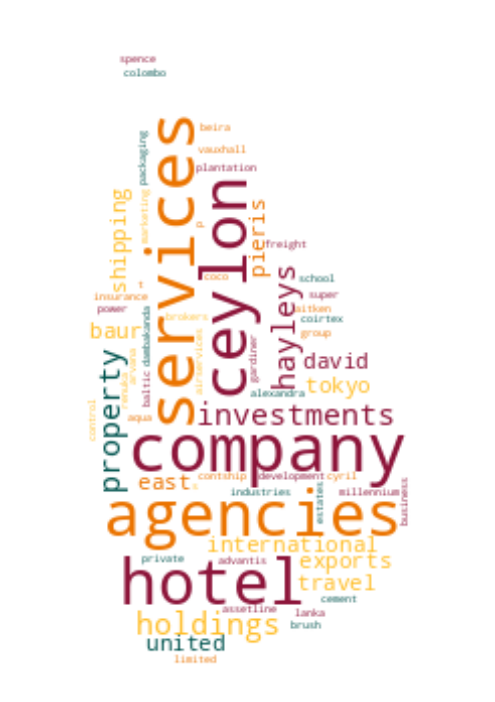 spence
colombo
services
beira
vauxhall
packaging
plantation
ceylon
shipping
marketing
pieris
p
freight
hayleys
coco
school
t
insurance
super
power
aitken
brokers
coirtex
baur
dambakanda
group
airservices
gardiner
property
arvana
renuka
baltic
david
tokyo
alexandra
control
aqua
investments
company
east
s
contship
development
cyril
industries
estates
millennium
business
agencies
international
private
advantis
exports
hotel
travel
cement
assetline
lanka
holdings
brush
united
limited